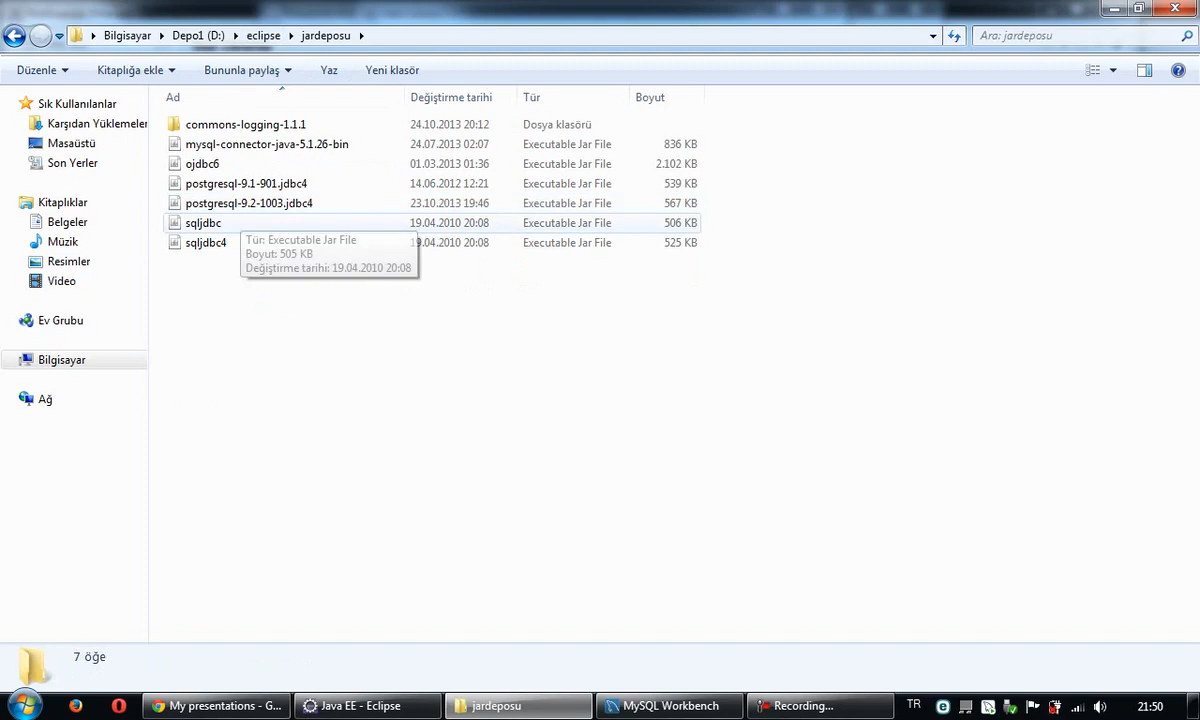 Bilgisayar Depo1 (D:) eclipse jardeposu
Ara: jardeposu
Düzenle Kitaplığa ekle Bununla paylaş Yaz Yeni klasör
Ad Değiştirme tarihi Tür Boyut
Sık Kullanılanlar
Karşıdan Yüklemeler
Masaüstü
Son Yerler
Kitaplıklar
Belgeler
Müzik
Resimler
Video
Ev Grubu
Bilgisayar
Ağ
commons-logging-1.1.1 24.10.2013 20:12 Dosya klasörü
mysql-connector-java-5.1.26-bin 24.07.2013 02:07 Executable Jar File 836 KB
ojdbc6 01.03.2013 01:36 Executable Jar File 2.102 KB
postgresql-9.1-901.jdbc4 14.06.2012 12:21 Executable Jar File 539 KB
postgresql-9.2-1003.jdbc4 23.10.2013 19:46 Executable Jar File 567 KB
sqljdbc 19.04.2010 20:08 Executable Jar File 506 KB
sqljdbc4 19.04.2010 20:08 Executable Jar File 525 KB
Tür: Executable Jar File
Boyut: 505 KB
Değiştirme tarihi: 19.04.2010 20:08
7 öğe
My presentations - G... Java EE - Eclipse jardeposu MySQL Workbench Recording... TR 21:50